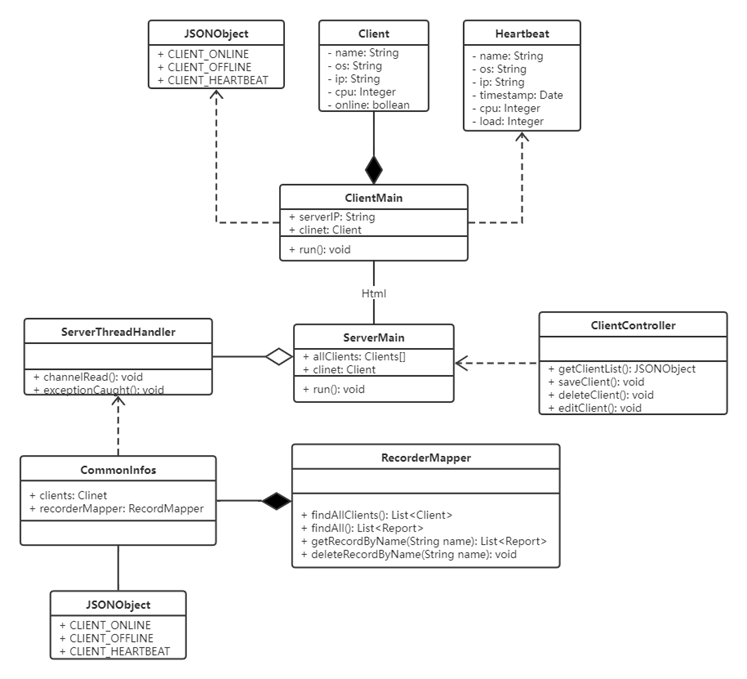 JSONObject
+ CLIENT_ONLINE
+ CLIENT_OFFLINE
+ CLIENT_HEARTBEAT
Client
- name: String
- os: String
- ip: String
- cpu: Integer
- online: bollean
Heartbeat
- name: String
- os: String
- ip: String
- timestamp: Date
- cpu: Integer
- load: Integer
ClientMain
+ serverIP: String
+ clinet: Client
+ run(): void
Html
ServerThreadHandler
+ channelRead(): void
+ exceptionCaught(): void
ServerMain
+ allClients: Clients[]
+ clinet: Client
+ run(): void
ClientController
+ getClientList(): JSONObject
+ saveClient(): void
+ deleteClient(): void
+ editClient(): void
CommonInfos
+ clients: Clinet
+ recorderMapper: RecordMapper
RecorderMapper
+ findAllClients(): List<Client>
+ findAll(): List<Report>
+ getRecordByName(String name): List<Report>
+ deleteRecordByName(String name): void
JSONObject
+ CLIENT_ONLINE
+ CLIENT_OFFLINE
+ CLIENT_HEARTBEAT